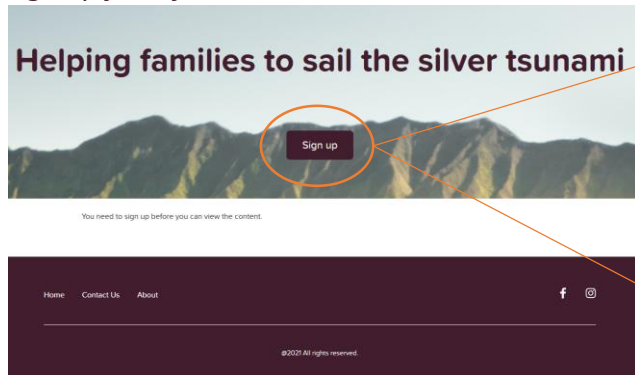 Helping families to sail the silver tsunami
Sign up
You need to sign up before you can view the content.
Home Contact Us About
@2021 All rights reserved.